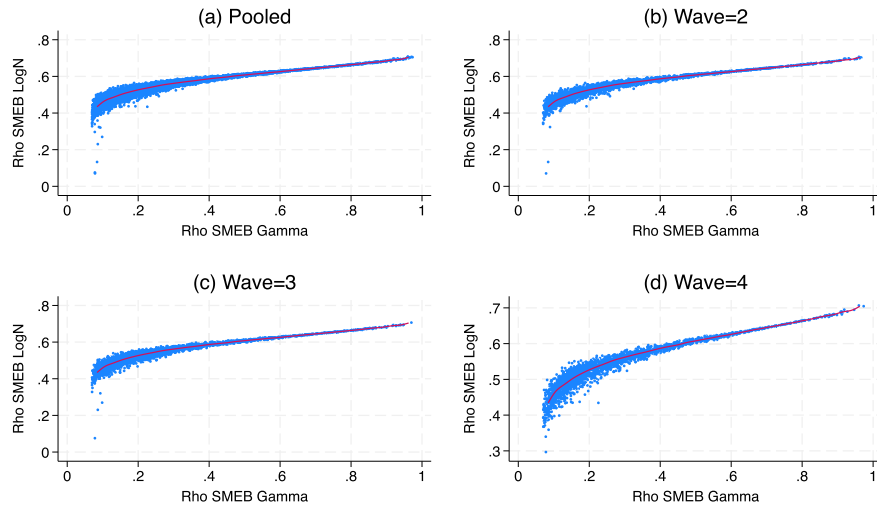 (a) Pooled
Rho SMEB LogN
.8
.6
.4
.2
0
0 .2 .4 .6 .8 1
Rho SMEB Gamma
(b) Wave=2
Rho SMEB LogN
.8
.6
.4
.2
0
0 .2 .4 .6 .8 1
Rho SMEB Gamma
(c) Wave=3
Rho SMEB LogN
.8
.6
.4
.2
0
0 .2 .4 .6 .8 1
Rho SMEB Gamma
(d) Wave=4
Rho SMEB LogN
.7
.6
.5
.4
.3
0 .2 .4 .6 .8 1
Rho SMEB Gamma